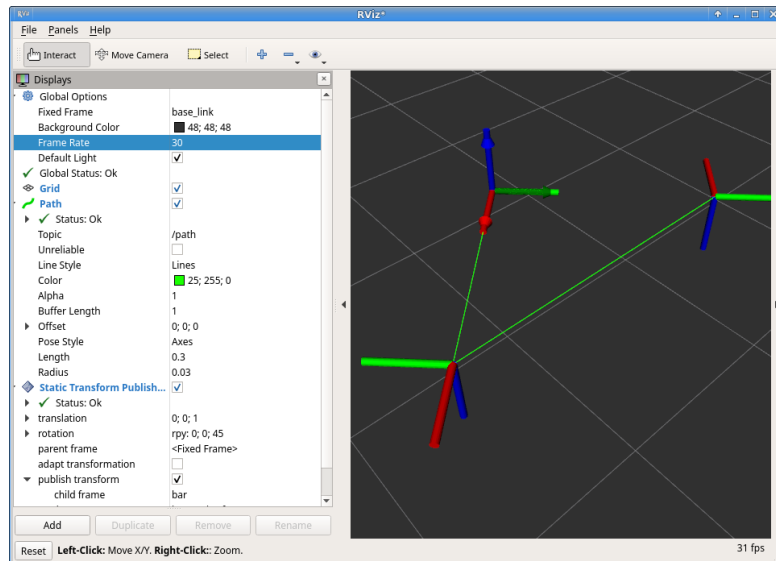 RViz
RViz*
File Panels Help
Interact Move Camera Select
Displays
Global Options
Fixed Frame base_link
Background Color 48; 48; 48
Frame Rate 30
Default Light
Global Status: Ok
Grid
Path
Status: Ok
Topic /path
Unreliable
Line Style Lines
Color 25; 255; 0
Alpha 1
Buffer Length 1
Offset 0; 0; 0
Pose Style Axes
Length 0.3
Radius 0.03
Static Transform Publish...
Status: Ok
translation 0; 0; 1
rotation rpy: 0; 0; 45
parent frame <Fixed Frame>
adapt transformation
publish transform
child frame bar
Add Duplicate Remove Rename
Reset Left-Click: Move X/Y. Right-Click:: Zoom. 31 fps